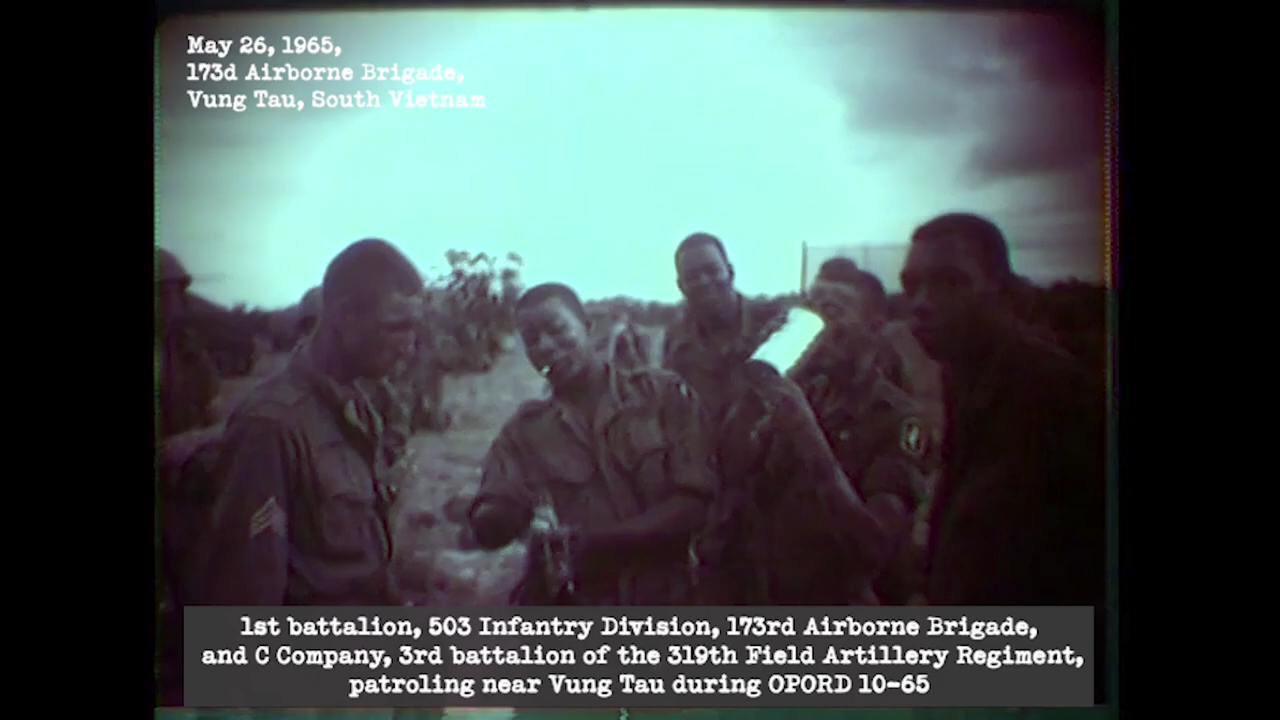 May 26, 1965,
173d Airborne Brigade,
Vung Tau, South Vietnam
1st battalion, 503 Infantry Division, 173rd Airborne Brigade,
and C Company, 3rd battalion of the 319th Field Artillery Regiment,
patroling near Vung Tau during OPORD 10-65